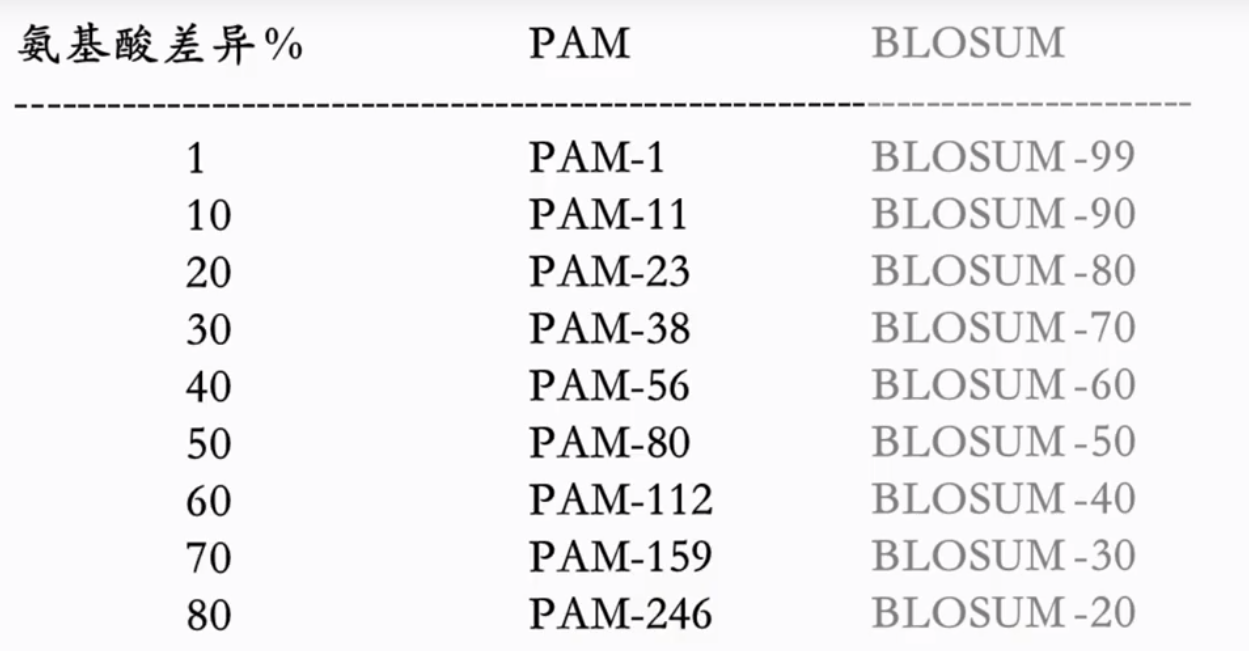 氨基酸差异% PAM BLOSUM
--------------------------------------------------------------------------------
1 PAM-1 BLOSUM-99
10 PAM-11 BLOSUM-90
20 PAM-23 BLOSUM-80
30 PAM-38 BLOSUM-70
40 PAM-56 BLOSUM-60
50 PAM-80 BLOSUM-50
60 PAM-112 BLOSUM-40
70 PAM-159 BLOSUM-30
80 PAM-246 BLOSUM-20